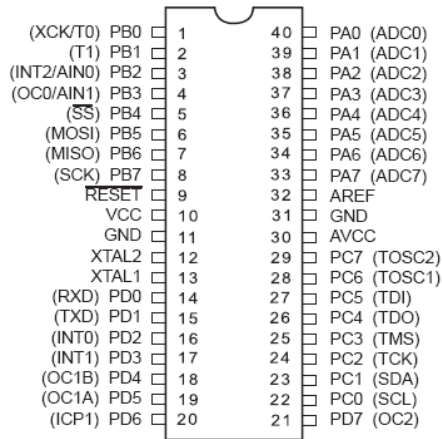 (XCK/T0) PB0 1 40 PA0 (ADC0)
(T1) PB1 2 39 PA1 (ADC1)
(INT2/AIN0) PB2 3 38 PA2 (ADC2)
(OC0/AIN1) PB3 4 37 PA3 (ADC3)
(SS) PB4 5 36 PA4 (ADC4)
(MOSI) PB5 6 35 PA5 (ADC5)
(MISO) PB6 7 34 PA6 (ADC6)
(SCK) PB7 8 33 PA7 (ADC7)
RESET 9 32 AREF
VCC 10 31 GND
GND 11 30 AVCC
XTAL2 12 29 PC7 (TOSC2)
XTAL1 13 28 PC6 (TOSC1)
(RXD) PD0 14 27 PC5 (TDI)
(TXD) PD1 15 26 PC4 (TDO)
(INT0) PD2 16 25 PC3 (TMS)
(INT1) PD3 17 24 PC2 (TCK)
(OC1B) PD4 18 23 PC1 (SDA)
(OC1A) PD5 19 22 PC0 (SCL)
(ICP1) PD6 20 21 PD7 (OC2)